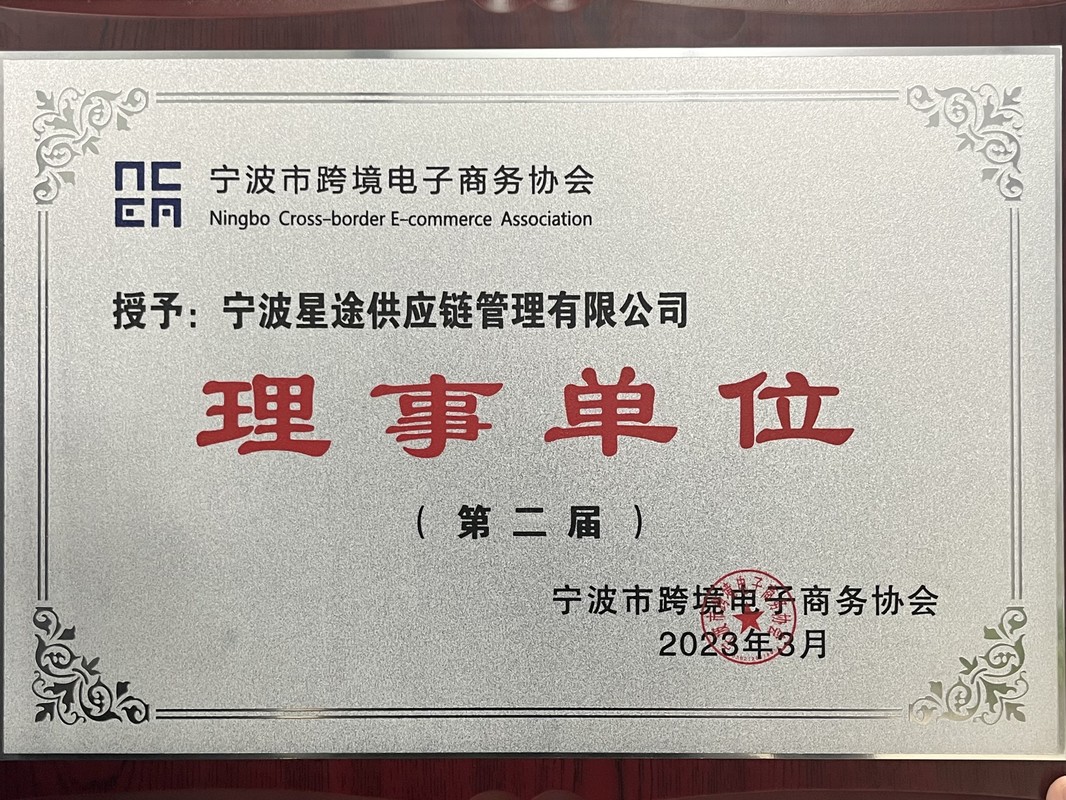 NCEA
宁波市跨境电子商务协会
Ningbo Cross-border E-commerce Association
授予：宁波星途供应链管理有限公司
理事单位
（第二届）
宁波市跨境电子商务协会
2023年3月